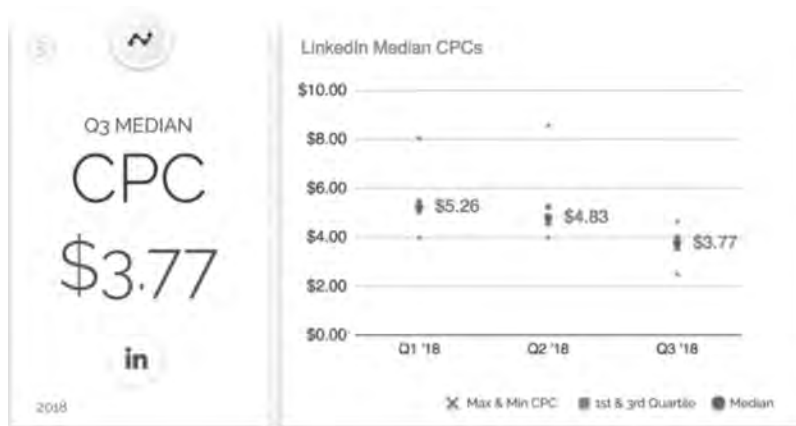 Q3 MEDIAN
CPC
$3.77
in
2018
LinkedIn Median CPCs
$10.00
$8.00
$6.00
$4.00
$2.00
$0.00
$5.26
$4.83
$3.77
Q1 '18
Q2 '18
Q3 '18
Max & Min CPC
1st & 3rd Quartile
Median